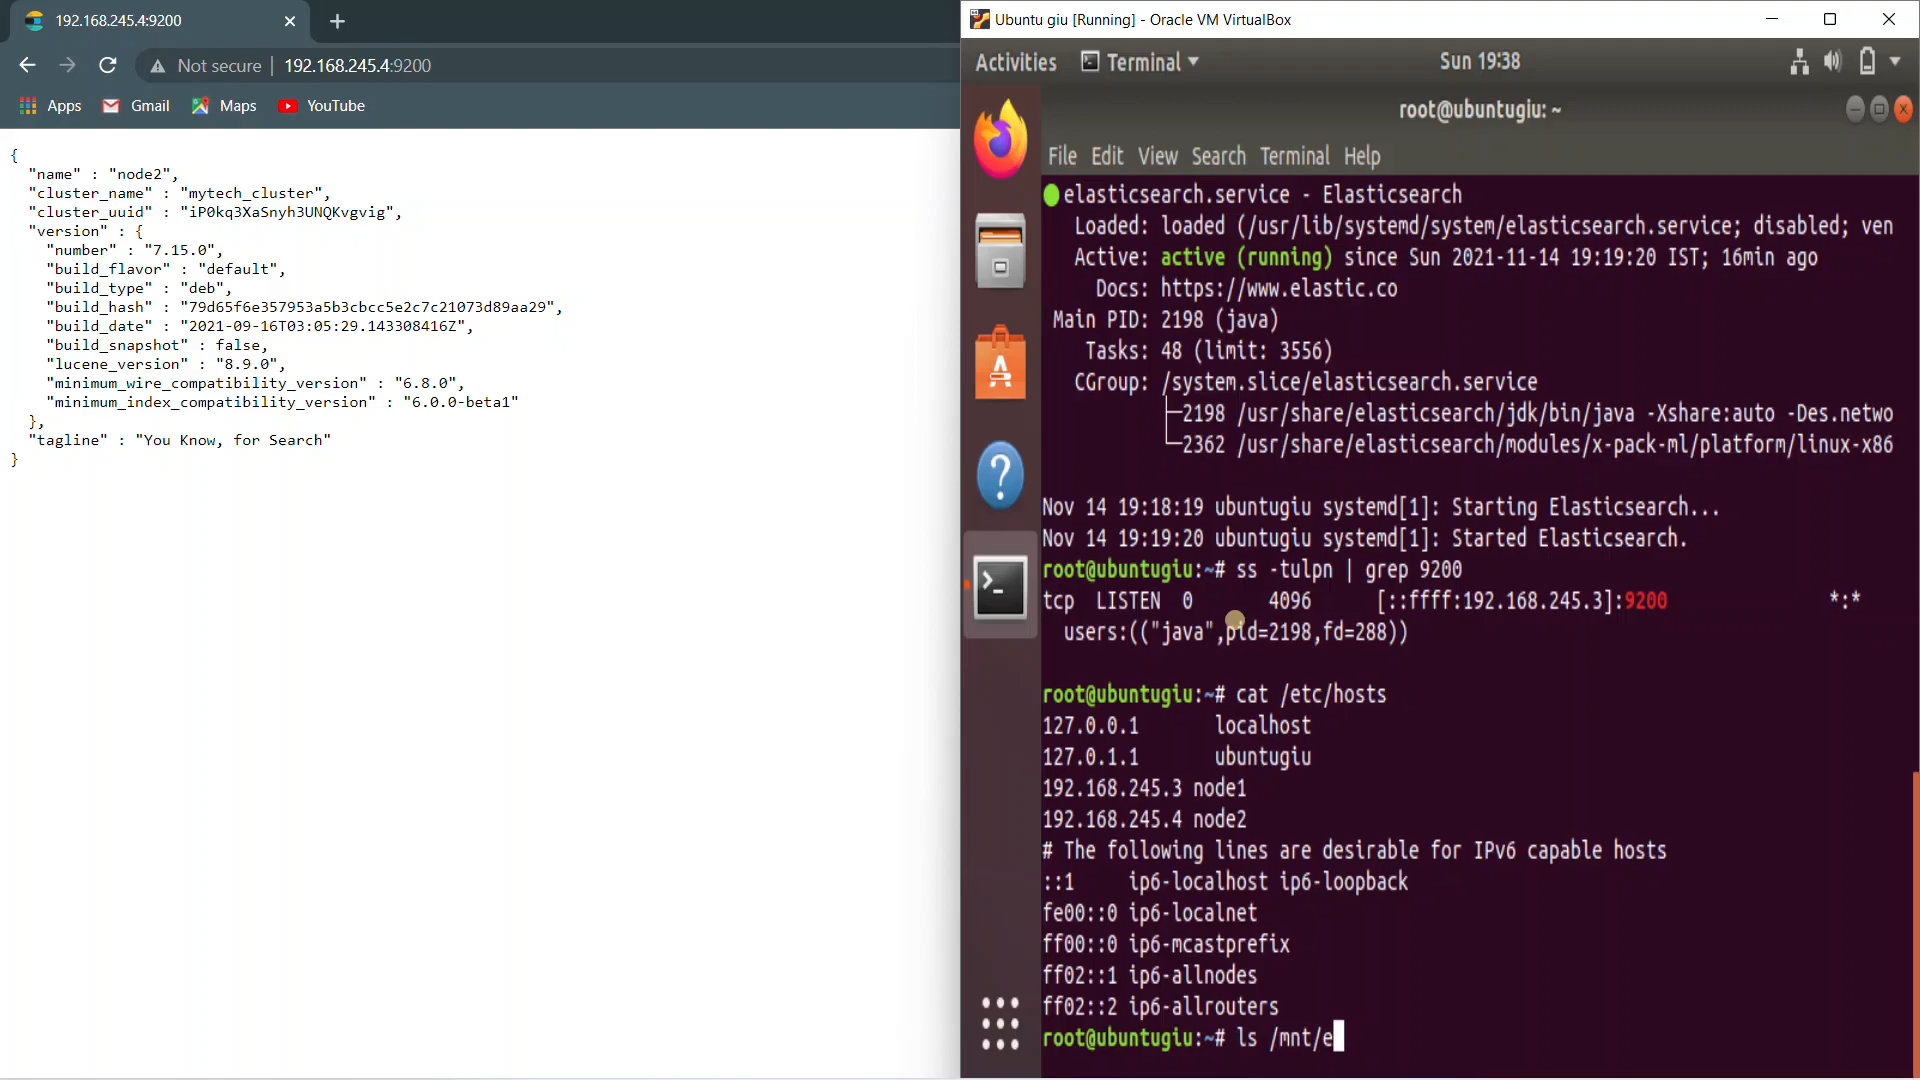 192.168.245.4:9200
Not secure | 192.168.245.4:9200
Apps Gmail Maps YouTube
{
"name" : "node2",
"cluster_name" : "mytech_cluster",
"cluster_uuid" : "iP0kq3XaSnyh3UNQKvgvig",
"version" : {
"number" : "7.15.0",
"build_flavor" : "default",
"build_type" : "deb",
"build_hash" : "79d65f6e357953a5b3cbcc5e2c7c21073d89aa29",
"build_date" : "2021-09-16T03:05:29.143308416Z",
"build_snapshot" : false,
"lucene_version" : "8.9.0",
"minimum_wire_compatibility_version" : "6.8.0",
"minimum_index_compatibility_version" : "6.0.0-beta1"
},
"tagline" : "You Know, for Search"
}
Ubuntu giu [Running] - Oracle VM VirtualBox
Activities Terminal Sun 19:38
root@ubuntugiu: ~
File Edit View Search Terminal Help
elasticsearch.service - Elasticsearch
Loaded: loaded (/usr/lib/systemd/system/elasticsearch.service; disabled; ven
Active: active (running) since Sun 2021-11-14 19:19:20 IST; 16min ago
Docs: https://www.elastic.co
Main PID: 2198 (java)
Tasks: 48 (limit: 3556)
CGroup: /system.slice/elasticsearch.service
├─2198 /usr/share/elasticsearch/jdk/bin/java -Xshare:auto -Des.netwo
└─2362 /usr/share/elasticsearch/modules/x-pack-ml/platform/linux-x86
Nov 14 19:18:19 ubuntugiu systemd[1]: Starting Elasticsearch...
Nov 14 19:19:20 ubuntugiu systemd[1]: Started Elasticsearch.
root@ubuntugiu:~# ss -tulpn | grep 9200
tcp LISTEN 0 4096 [::ffff:192.168.245.3]:9200 *:*
users:(("java",pid=2198,fd=288))
root@ubuntugiu:~# cat /etc/hosts
127.0.0.1 localhost
127.0.1.1 ubuntugiu
192.168.245.3 node1
192.168.245.4 node2
# The following lines are desirable for IPv6 capable hosts
::1 ip6-localhost ip6-loopback
fe00::0 ip6-localnet
ff00::0 ip6-mcastprefix
ff02::1 ip6-allnodes
ff02::2 ip6-allrouters
root@ubuntugiu:~# ls /mnt/e